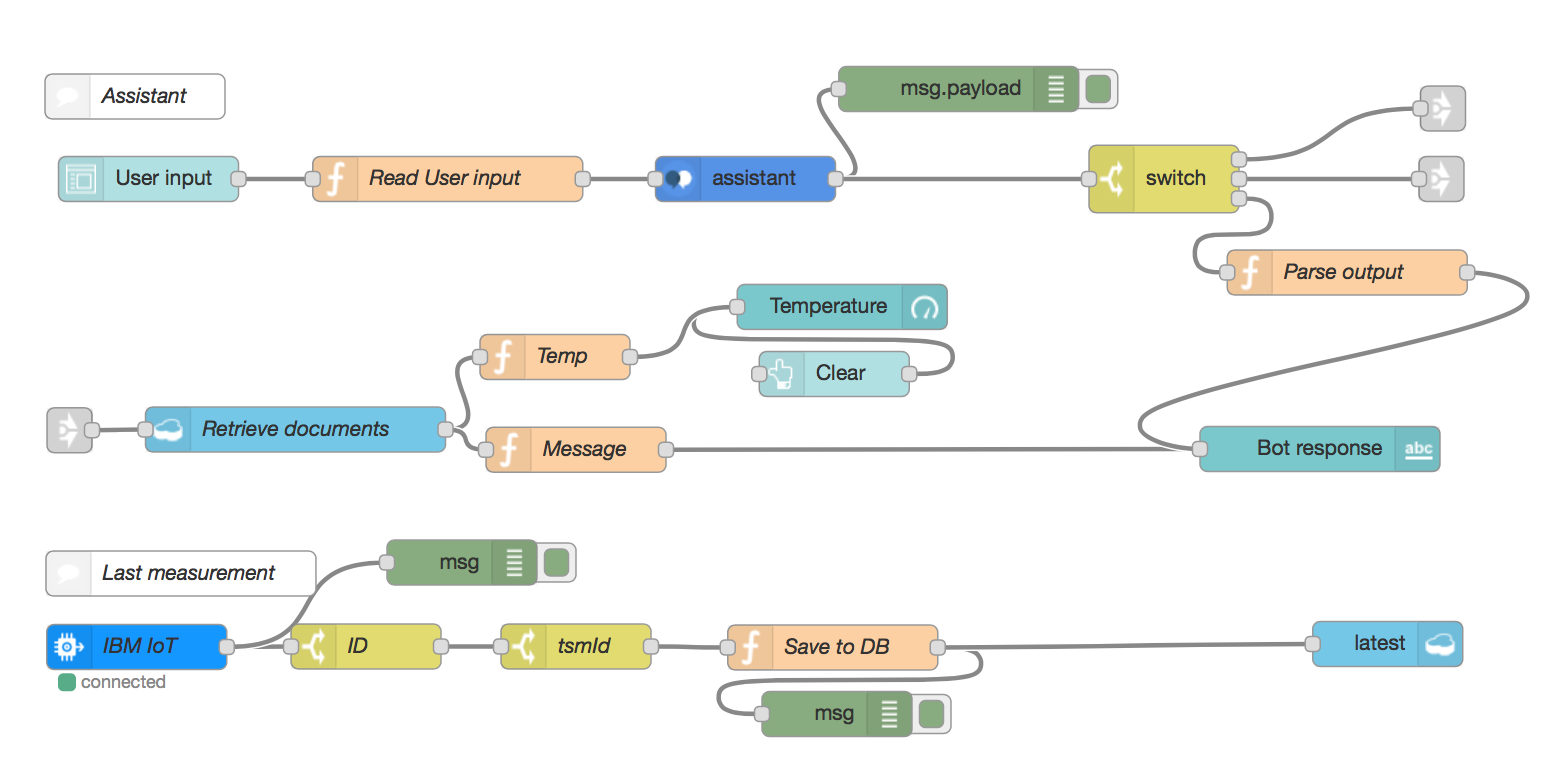 Assistant
msg.payload
User input
Read User input
assistant
switch
Parse output
Temperature
Temp
Clear
Retrieve documents
Message
Bot response
abc
Last measurement
msg
IBM IoT
ID
tsmId
Save to DB
latest
connected
msg